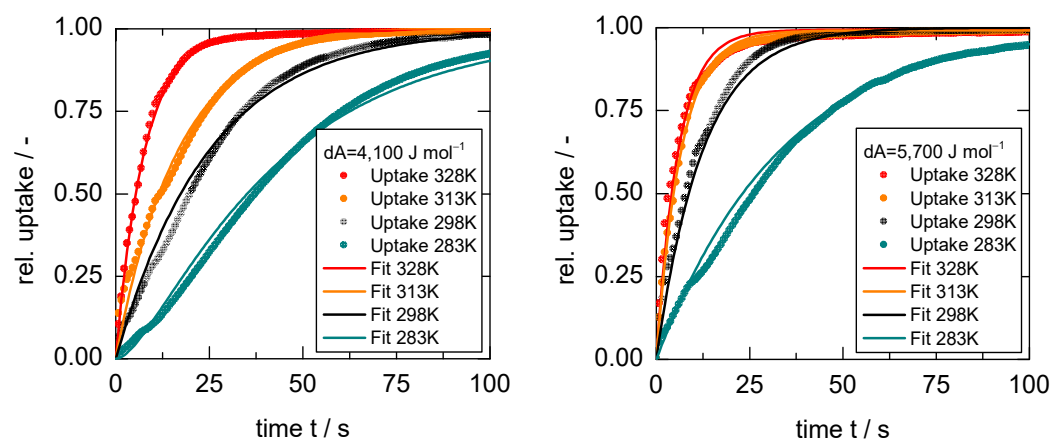 1.00
0.75
0.50
0.25
0.00
rel. uptake / -
dA=4,100 J mol⁻¹
Uptake 328K
Uptake 313K
Uptake 298K
Uptake 283K
Fit 328K
Fit 313K
Fit 298K
Fit 283K
0 25 50 75 100
time t / s
1.00
0.75
0.50
0.25
0.00
rel. uptake / -
dA=5,700 J mol⁻¹
Uptake 328K
Uptake 313K
Uptake 298K
Uptake 283K
Fit 328K
Fit 313K
Fit 298K
Fit 283K
0 25 50 75 100
time t / s